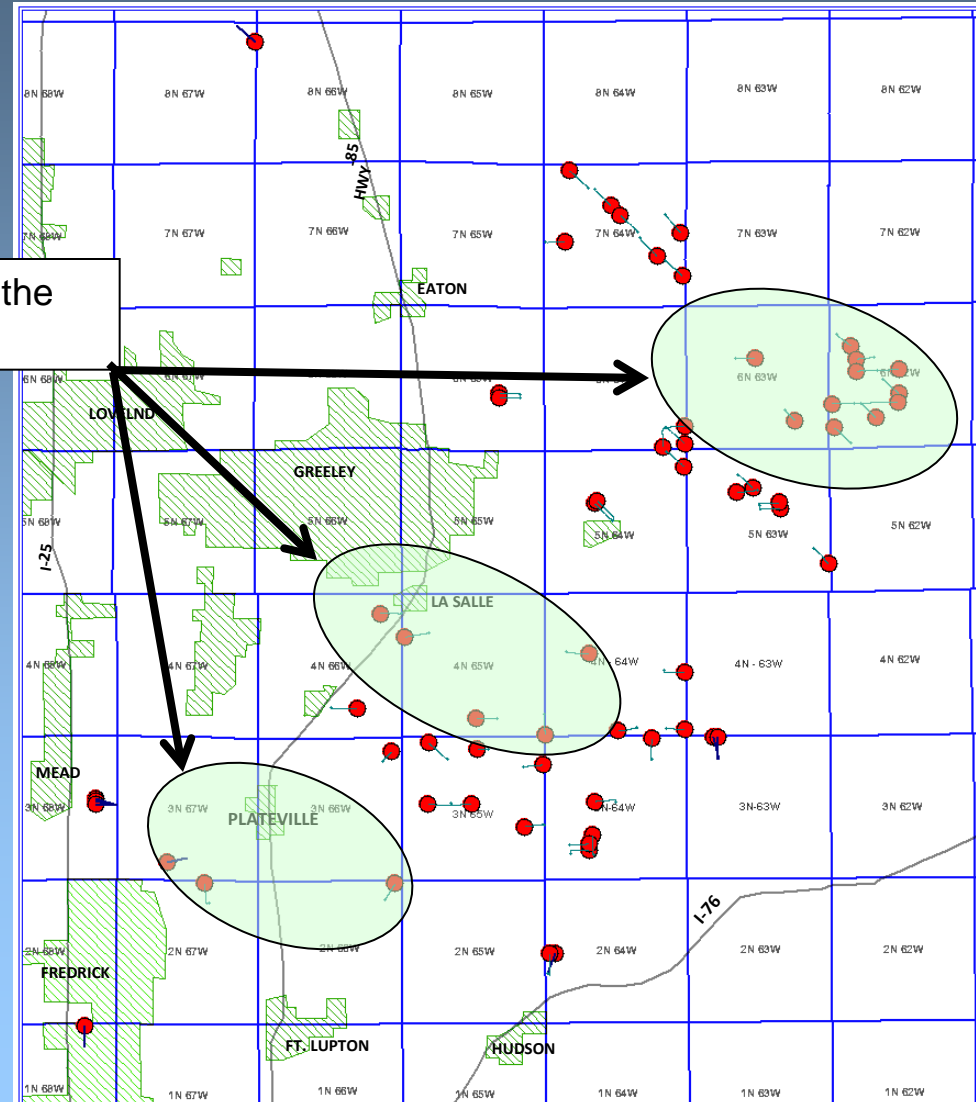 8N 68W 8N 67W 8N 66W 8N 65W 8N 64W 8N 63W 8N 62W
HWY -85
7N 68W 7N 67W 7N 66W 7N 65W 7N 64W 7N 63W 7N 62W
the
EATON
6N 68W 6N 67W 6N 63W
LOVELND
GREELEY
5N 68W 5N 67W 5N 66W 5N 65W 5N 64W 5N 63W 5N 62W
I-25
LA SALLE
4N 68W 4N 67W 4N 66W 4N 65W 4N - 64W 4N - 63W 4N 62W
MEAD
3N 68W 3N 67W 3N 66W 3N 65W 3N-63W 3N 62W
PLATEVILLE
I-76
2N 68W 2N 67W 2N 66W 2N 65W 2N 64W 2N 63W 2N 62W
FREDRICK
FT. LUPTON
HUDSON
1N 68W 1N 67W 1N 66W 1N 65W 1N 64W 1N 63W 1N 62W